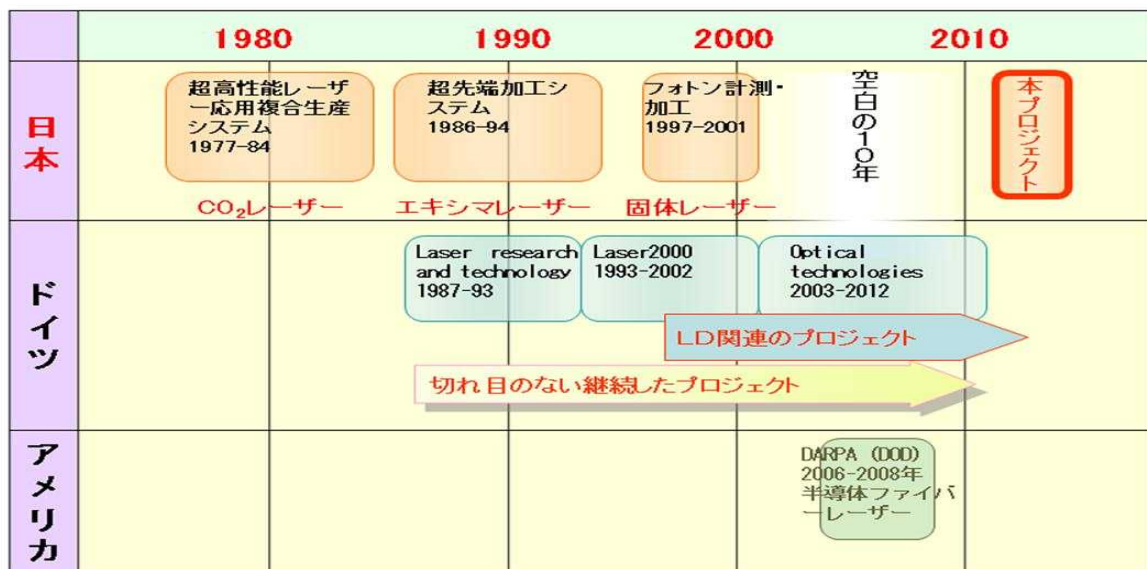 1980 1990 2000 2010
日本
超高性能レーザ
ー応用複合生産
システム
1977-84
超先端加工シ
ステム
1986-94
フォトン計測・
加工
1997-2001
空白の10年
本プロジェクト
CO₂レーザー
エキシマレーザー
固体レーザー
ドイツ
Laser research
and technology
1987-93
Laser2000
1993-2002
Optical
technologies
2003-2012
LD関連のプロジェクト
切れ目のない継続したプロジェクト
アメリカ
DARPA (DOD)
2006-2008年
半導体ファイバ
ーレーザー